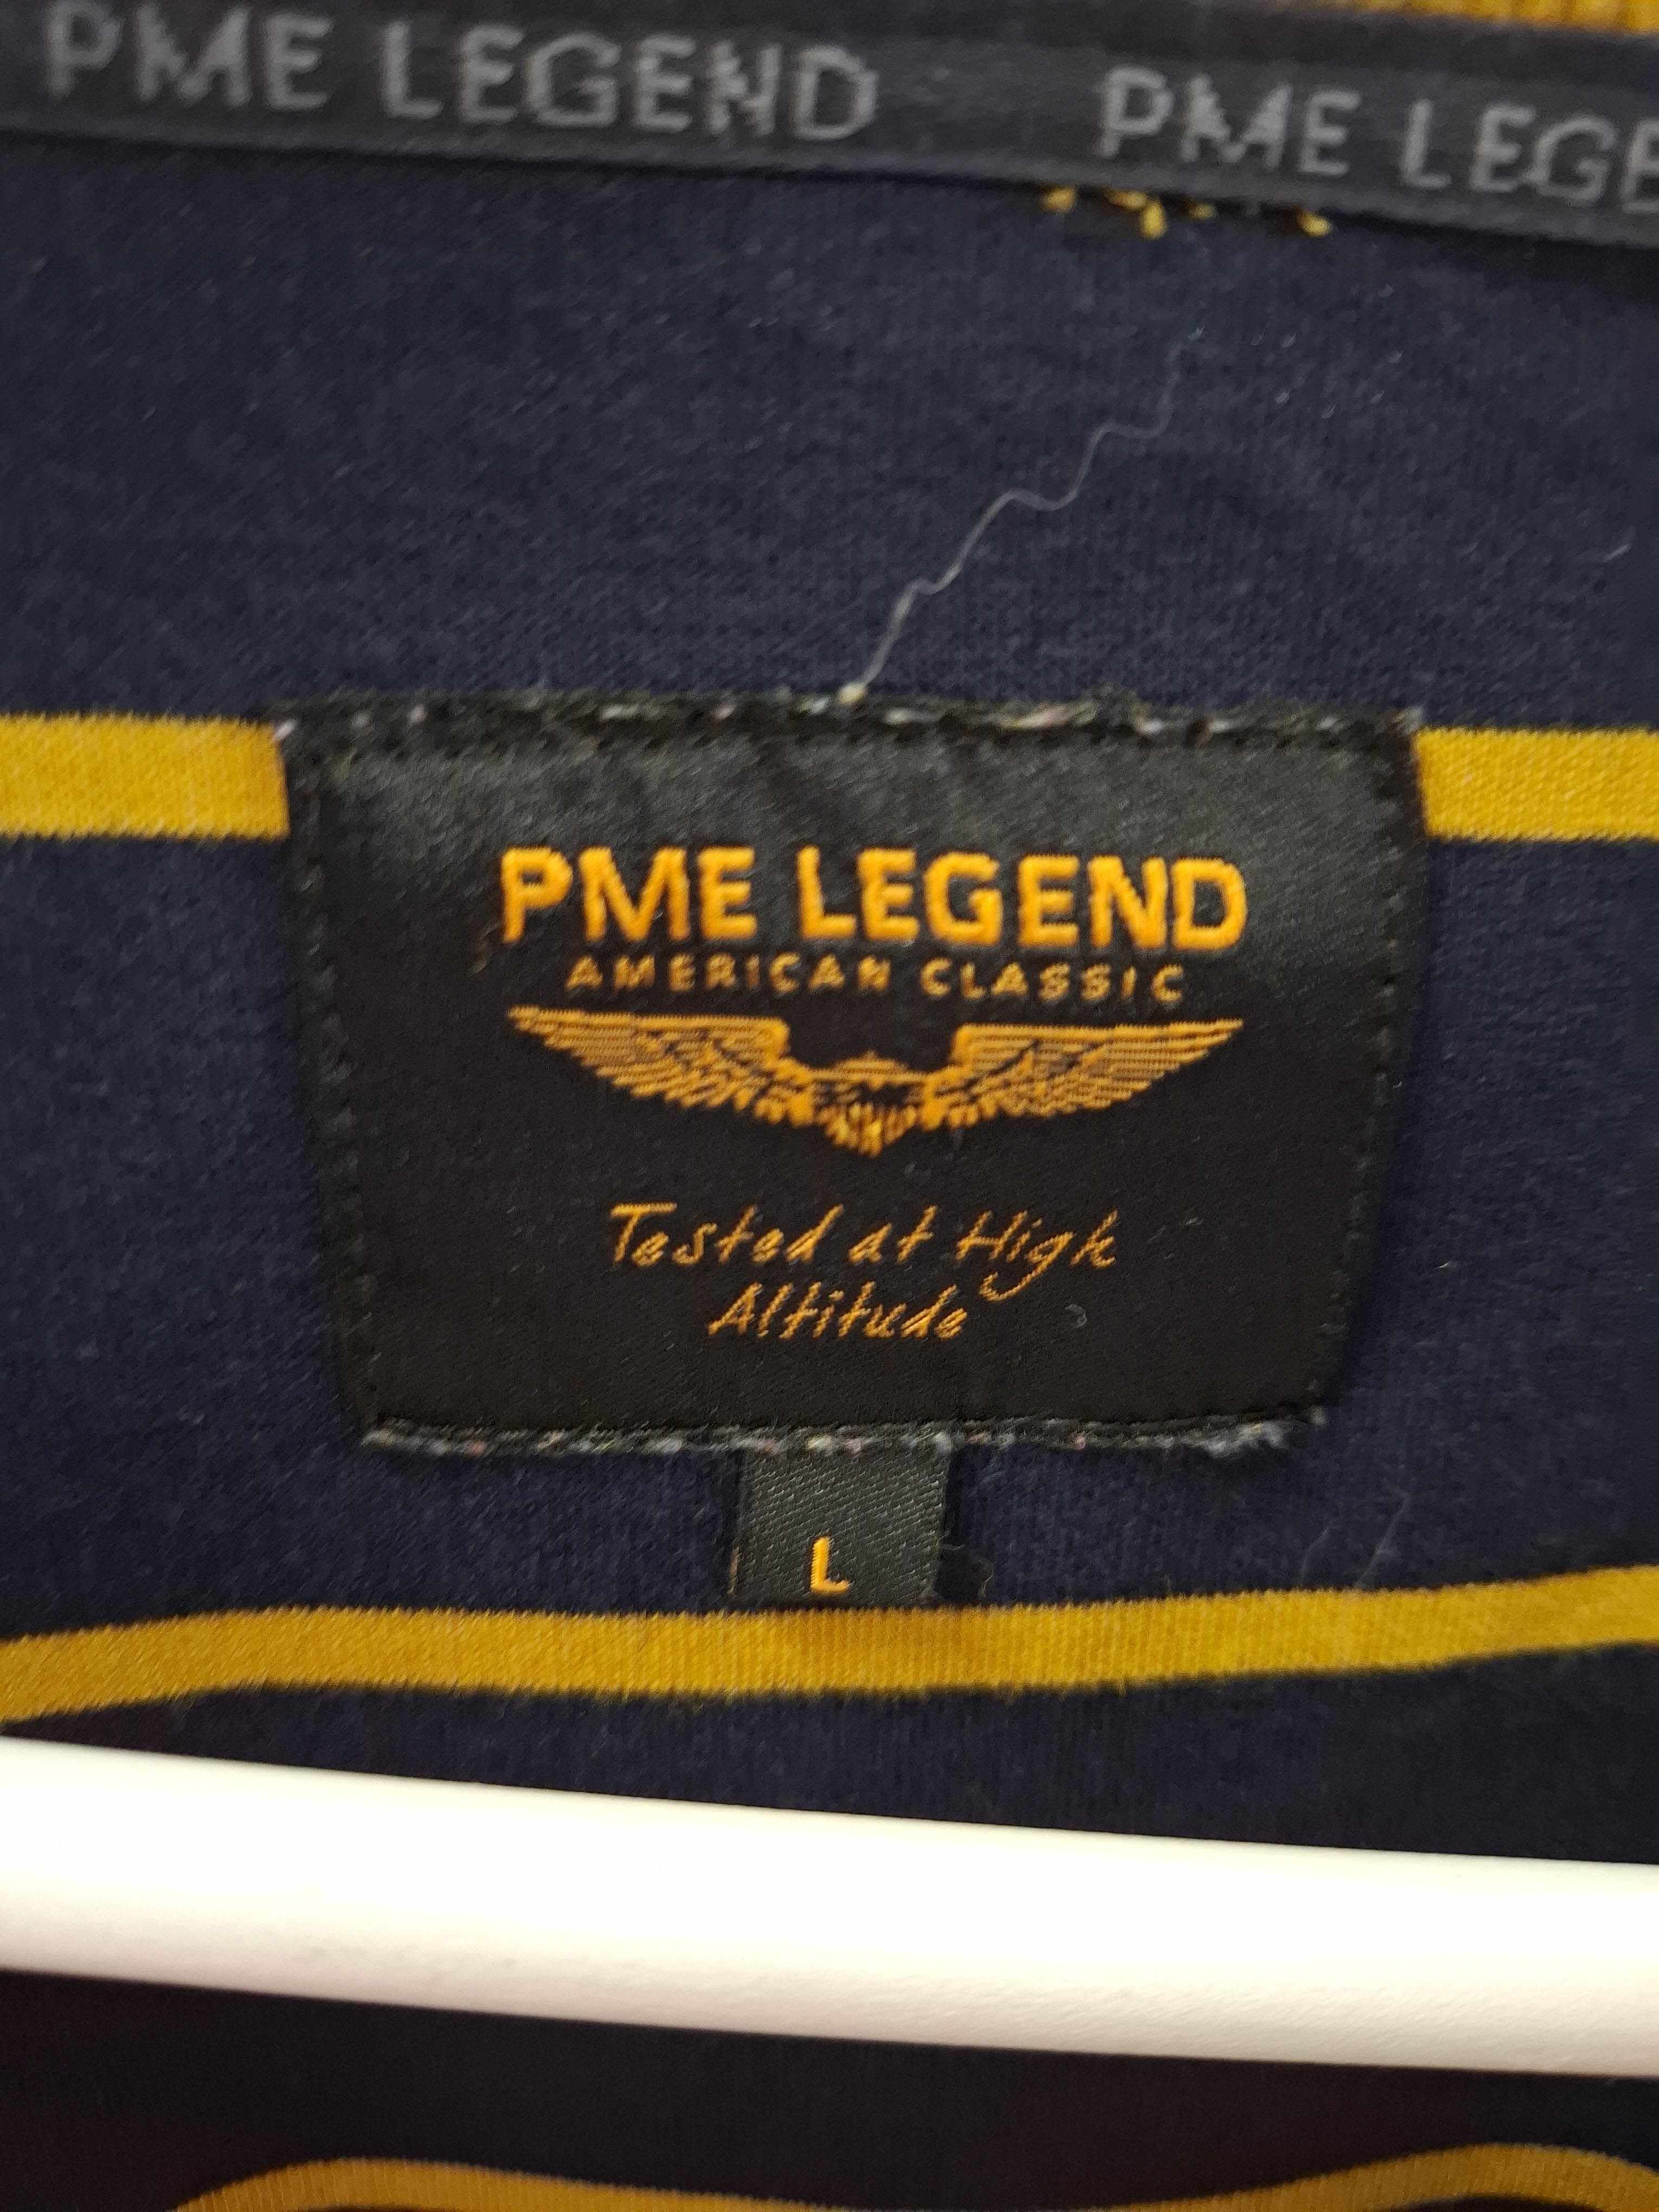 PME LEGEND PME LEGE
PME LEGEND
AMERICAN CLASSIC
Tested at High
Altitude
L